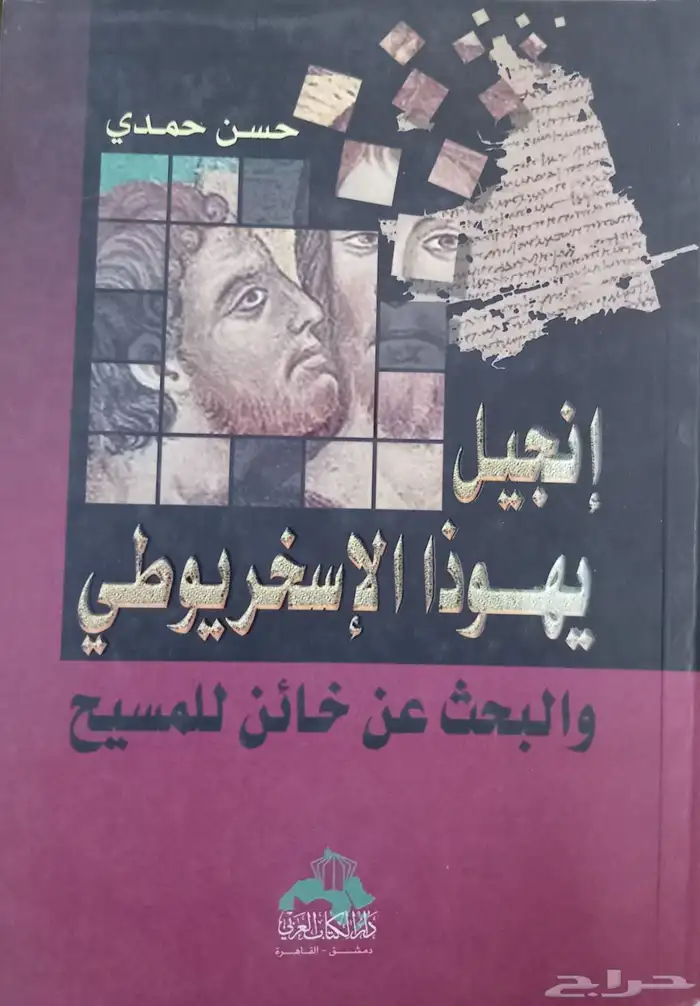 حسن حمدي
إنجيل
يهوذا الإسخريوطي
والبحث عن خائن للمسيح
دار الكتاب العربي
دمشق - القاهرة
حراج